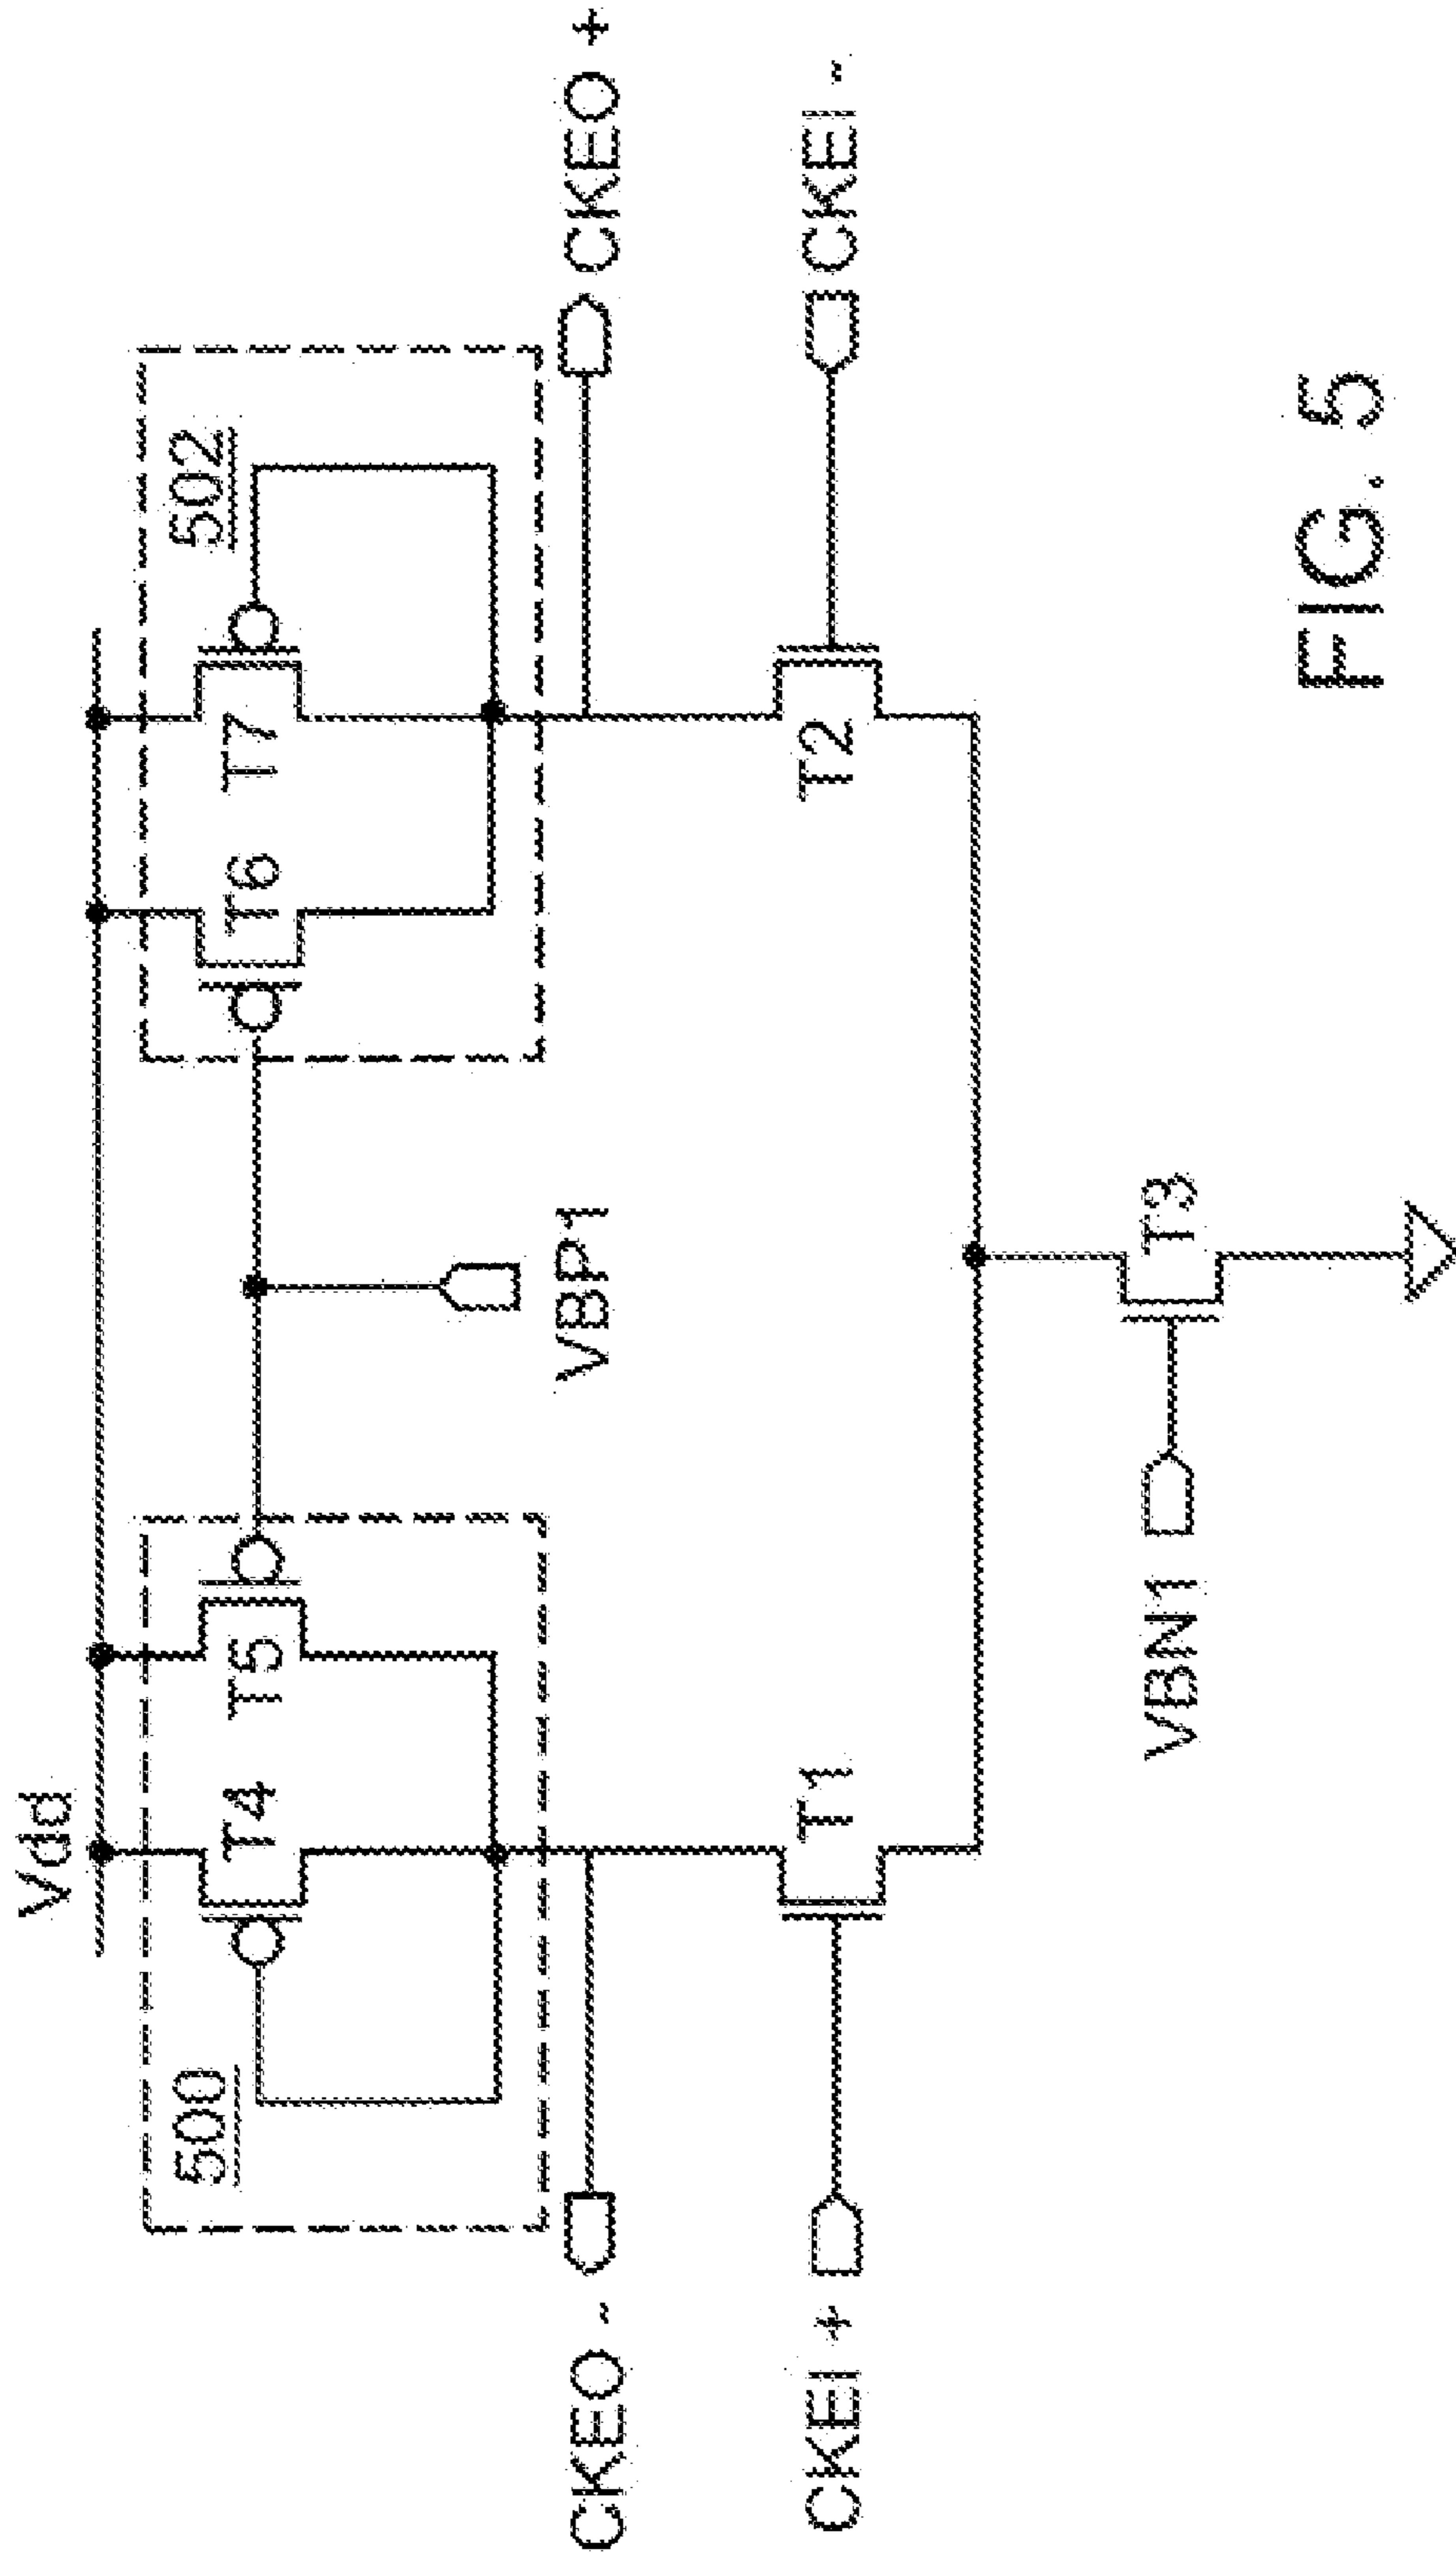 Vdd
500
T4
T5
T6
T7
502
CKEO -
VBP1
CKEO +
CKEI +
T1
T2
CKEI -
VBN1
T3
FIG. 5